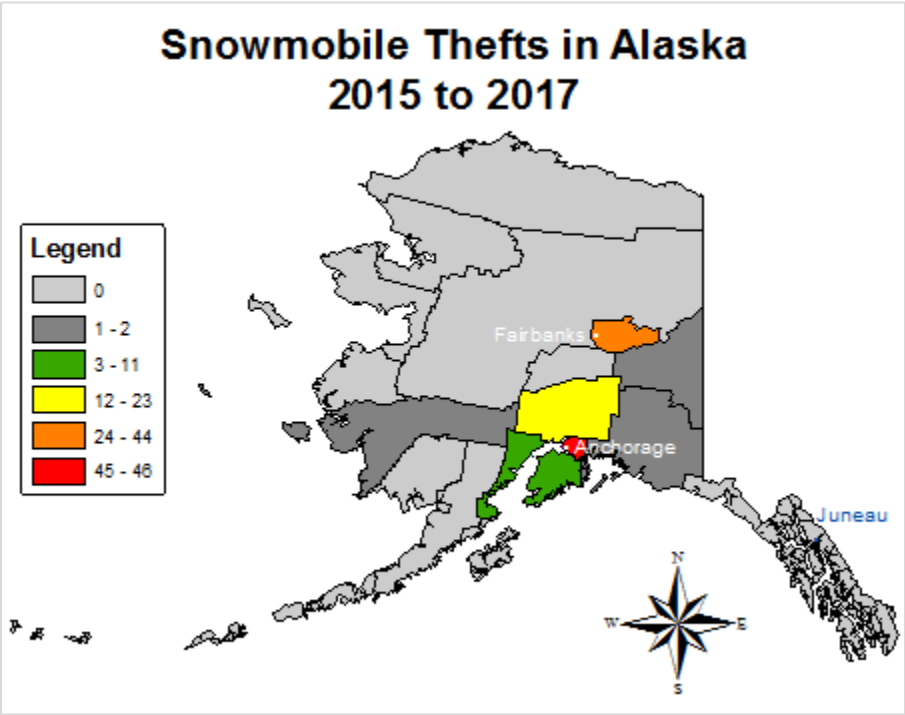 Snowmobile Thefts in Alaska
2015 to 2017
Legend
0
1 - 2
3 - 11
12 - 23
24 - 44
45 - 46
Fairbanks
Anchorage
Juneau
N
W
E
S